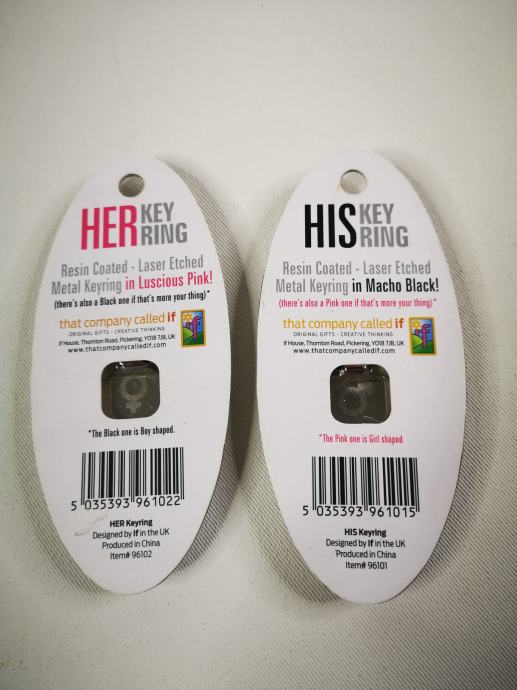 HER KEY
RING
Resin Coated - Laser Etched
Metal Keyring in Luscious Pink!
(there's also a Black one if that's more your thing)*
that company called if
ORIGINAL GIFTS - CREATIVE THINKING
if House, Thornton Road, Pickering, YO18 7JB, UK
www.thatcompanycalledif.com
if
*The Black one is Boy shaped.
5 035393 961022
HER Keyring
Designed by if in the UK
Produced in China
Item# 96102
HIS KEY
RING
Resin Coated - Laser Etched
Metal Keyring in Macho Black!
(there's also a Pink one if that's more your thing)*
that company called if
ORIGINAL GIFTS - CREATIVE THINKING
if House, Thornton Road, Pickering, YO18 7JB, UK
www.thatcompanycalledif.com
if
*The Pink one is Girl shaped
5 035393 961015
HIS Keyring
Designed by if in the UK
Produced in China
Item# 96101